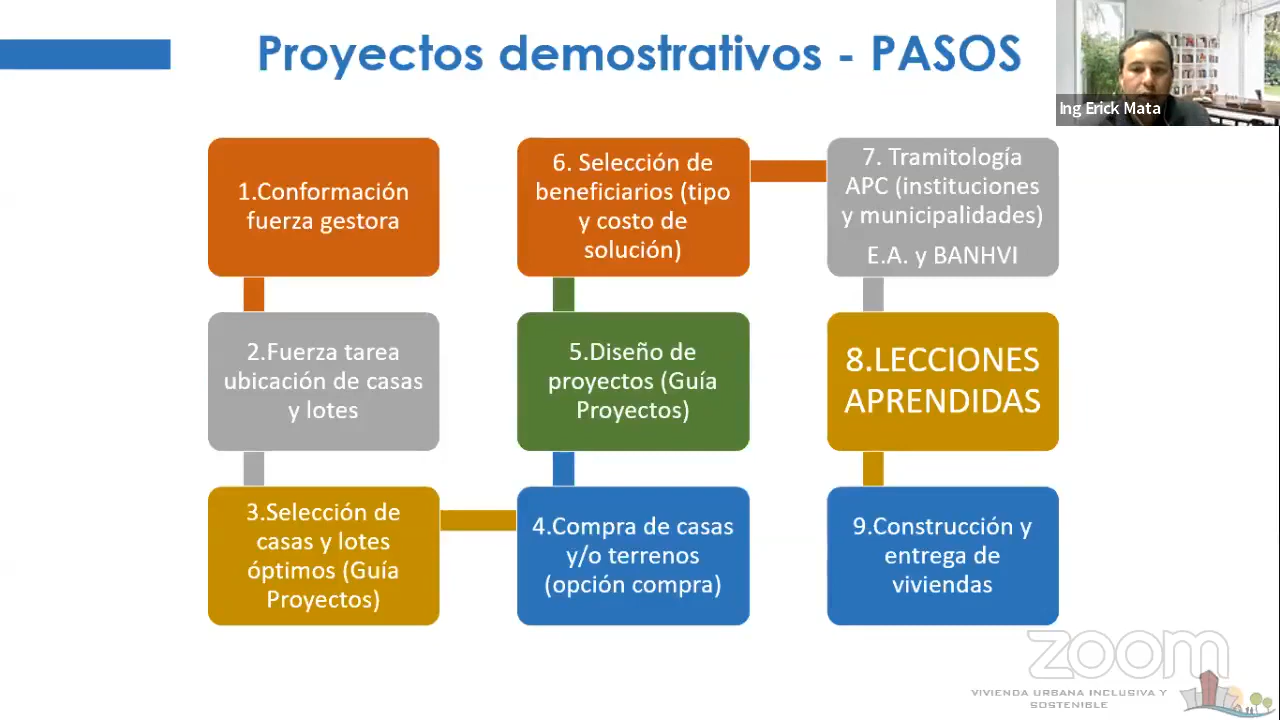 Proyectos demostrativos - PASOS
Ing Erick Mata
1.Conformación
fuerza gestora
2.Fuerza tarea
ubicación de casas
y lotes
3.Selección de
casas y lotes
óptimos (Guía
Proyectos)
4.Compra de casas
y/o terrenos
(opción compra)
5.Diseño de
proyectos (Guía
Proyectos)
6. Selección de
beneficiarios (tipo
y costo de
solución)
7. Tramitología
APC (instituciones
y municipalidades)
E.A. y BANHVI
8.LECCIONES
APRENDIDAS
9.Construcción y
entrega de
viviendas
zoom
VIVIENDA URBANA INCLUSIVA Y
SOSTENIBLE